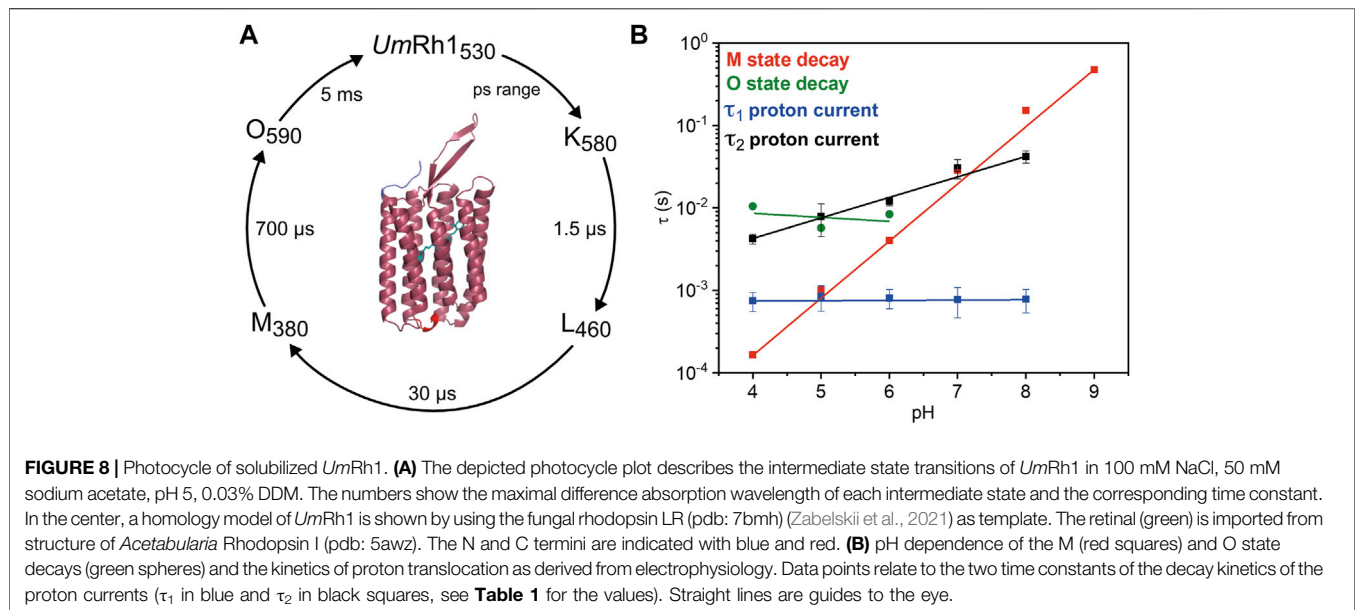 A
UmRh1530
ps range
K580
1.5 µs
L460
30 µs
M380
700 µs
O590
5 ms
B
M state decay
O state decay
τ1 proton current
τ2 proton current
τ (s)
10^0
10^-1
10^-2
10^-3
10^-4
4 5 6 7 8 9
pH
FIGURE 8 | Photocycle of solubilized UmRh1. (A) The depicted photocycle plot describes the intermediate state transitions of UmRh1 in 100 mM NaCl, 50 mM
sodium acetate, pH 5, 0.03% DDM. The numbers show the maximal difference absorption wavelength of each intermediate state and the corresponding time constant.
In the center, a homology model of UmRh1 is shown by using the fungal rhodopsin LR (pdb: 7bmh) (Zabelskii et al., 2021) as template. The retinal (green) is imported from
structure of Acetabularia Rhodopsin I (pdb: 5awz). The N and C termini are indicated with blue and red. (B) pH dependence of the M (red squares) and O state
decays (green spheres) and the kinetics of proton translocation as derived from electrophysiology. Data points relate to the two time constants of the decay kinetics of the
proton currents (τ1 in blue and τ2 in black squares, see Table 1 for the values). Straight lines are guides to the eye.